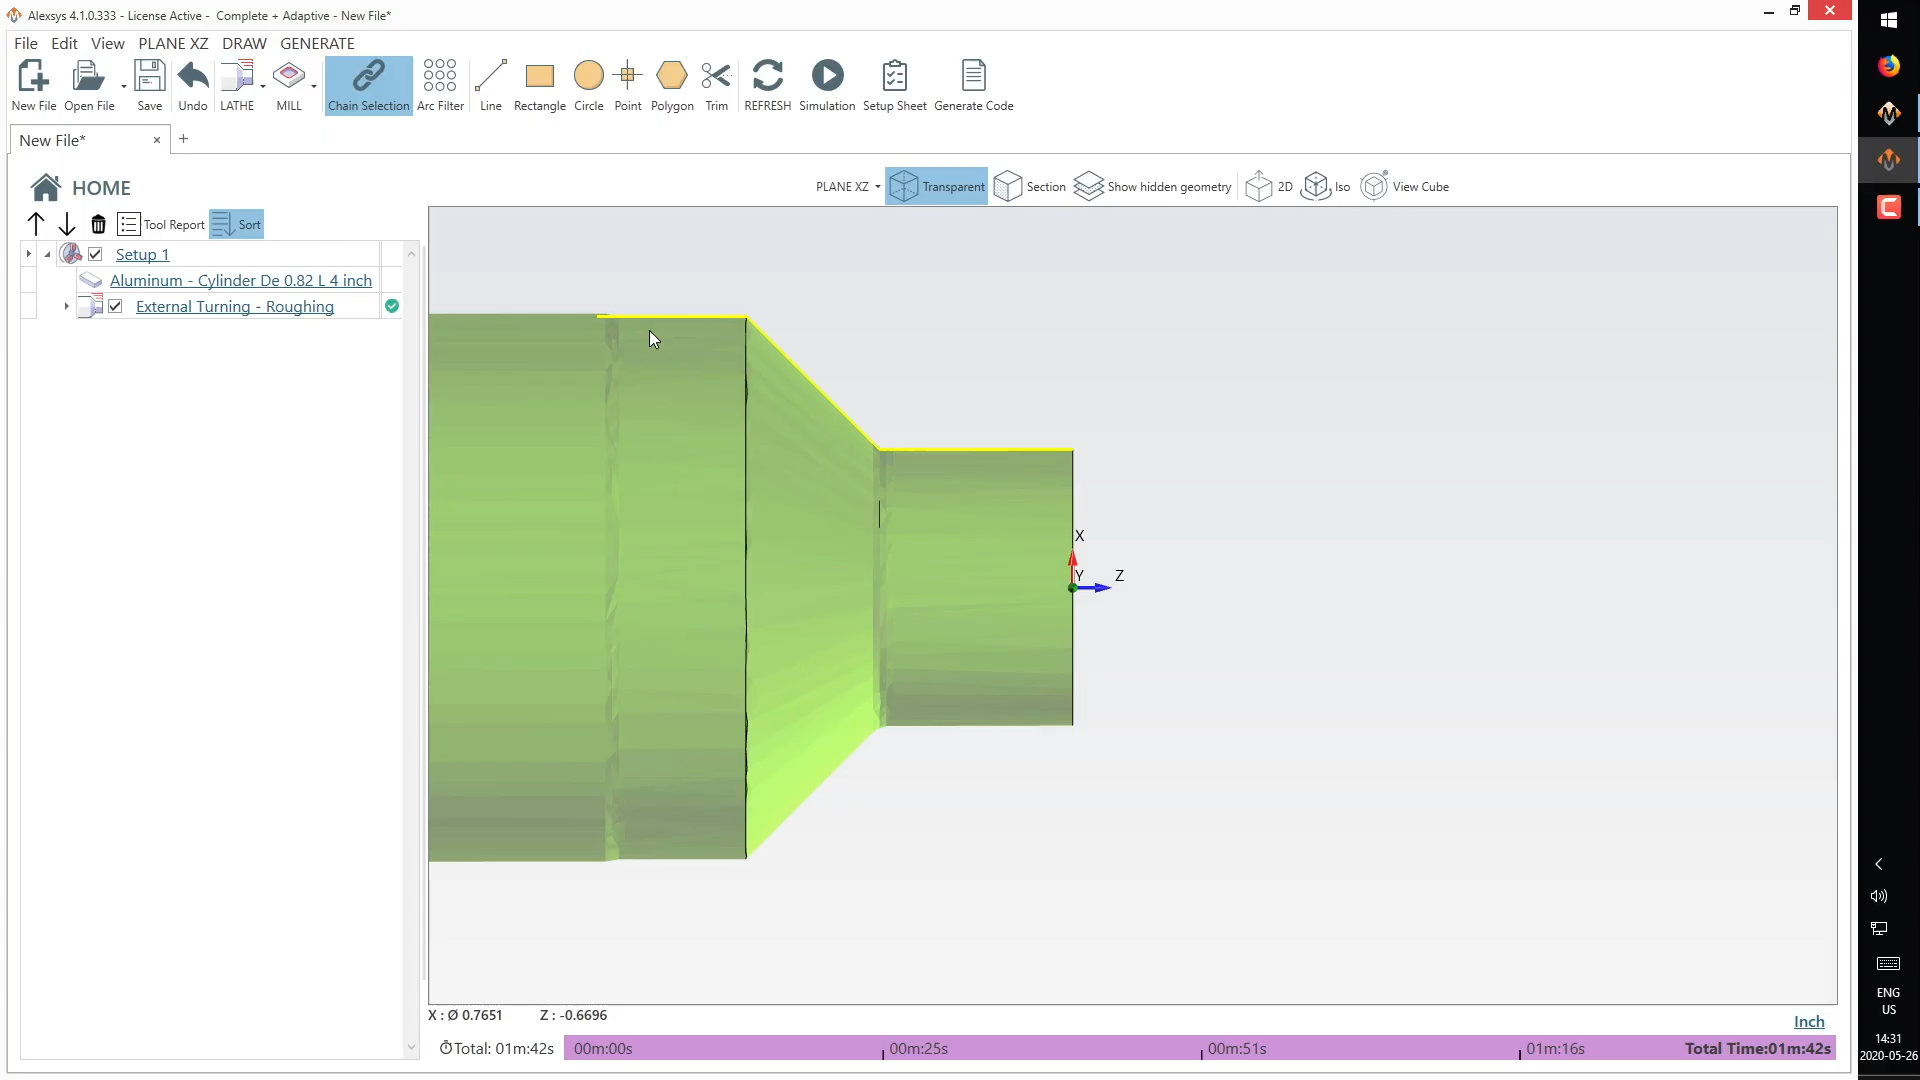 Alexsys 4.1.0.333 - License Active - Complete + Adaptive - New File*
File Edit View PLANE XZ DRAW GENERATE
New File Open File Save Undo LATHE MILL Chain Selection Arc Filter Line Rectangle Circle Point Polygon Trim REFRESH Simulation Setup Sheet Generate Code
New File* × +
HOME
PLANE XZ Transparent Section Show hidden geometry 2D Iso View Cube
Tool Report Sort
Setup 1
Aluminum - Cylinder De 0.82 L 4 inch
External Turning - Roughing
X
Y Z
X : Ø 0.7651 Z : -0.6696
Inch
Total: 01m:42s 00m:00s 00m:25s 00m:51s 01m:16s Total Time:01m:42s
ENG
US
14:31
2020-05-26